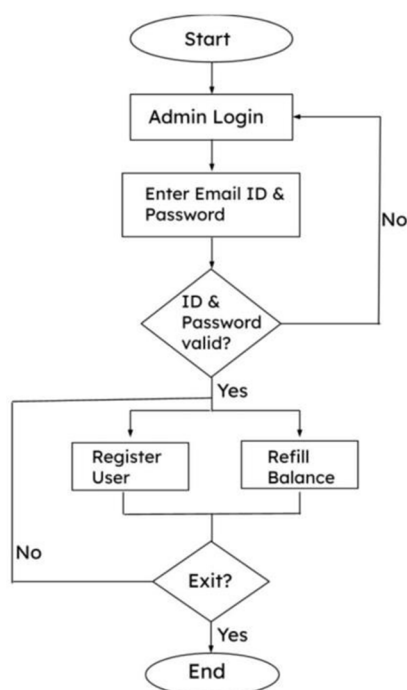 Start
Admin Login
Enter Email ID &
Password
No
ID &
Password
valid?
Yes
Register
User
Refill
Balance
No
Exit?
Yes
End